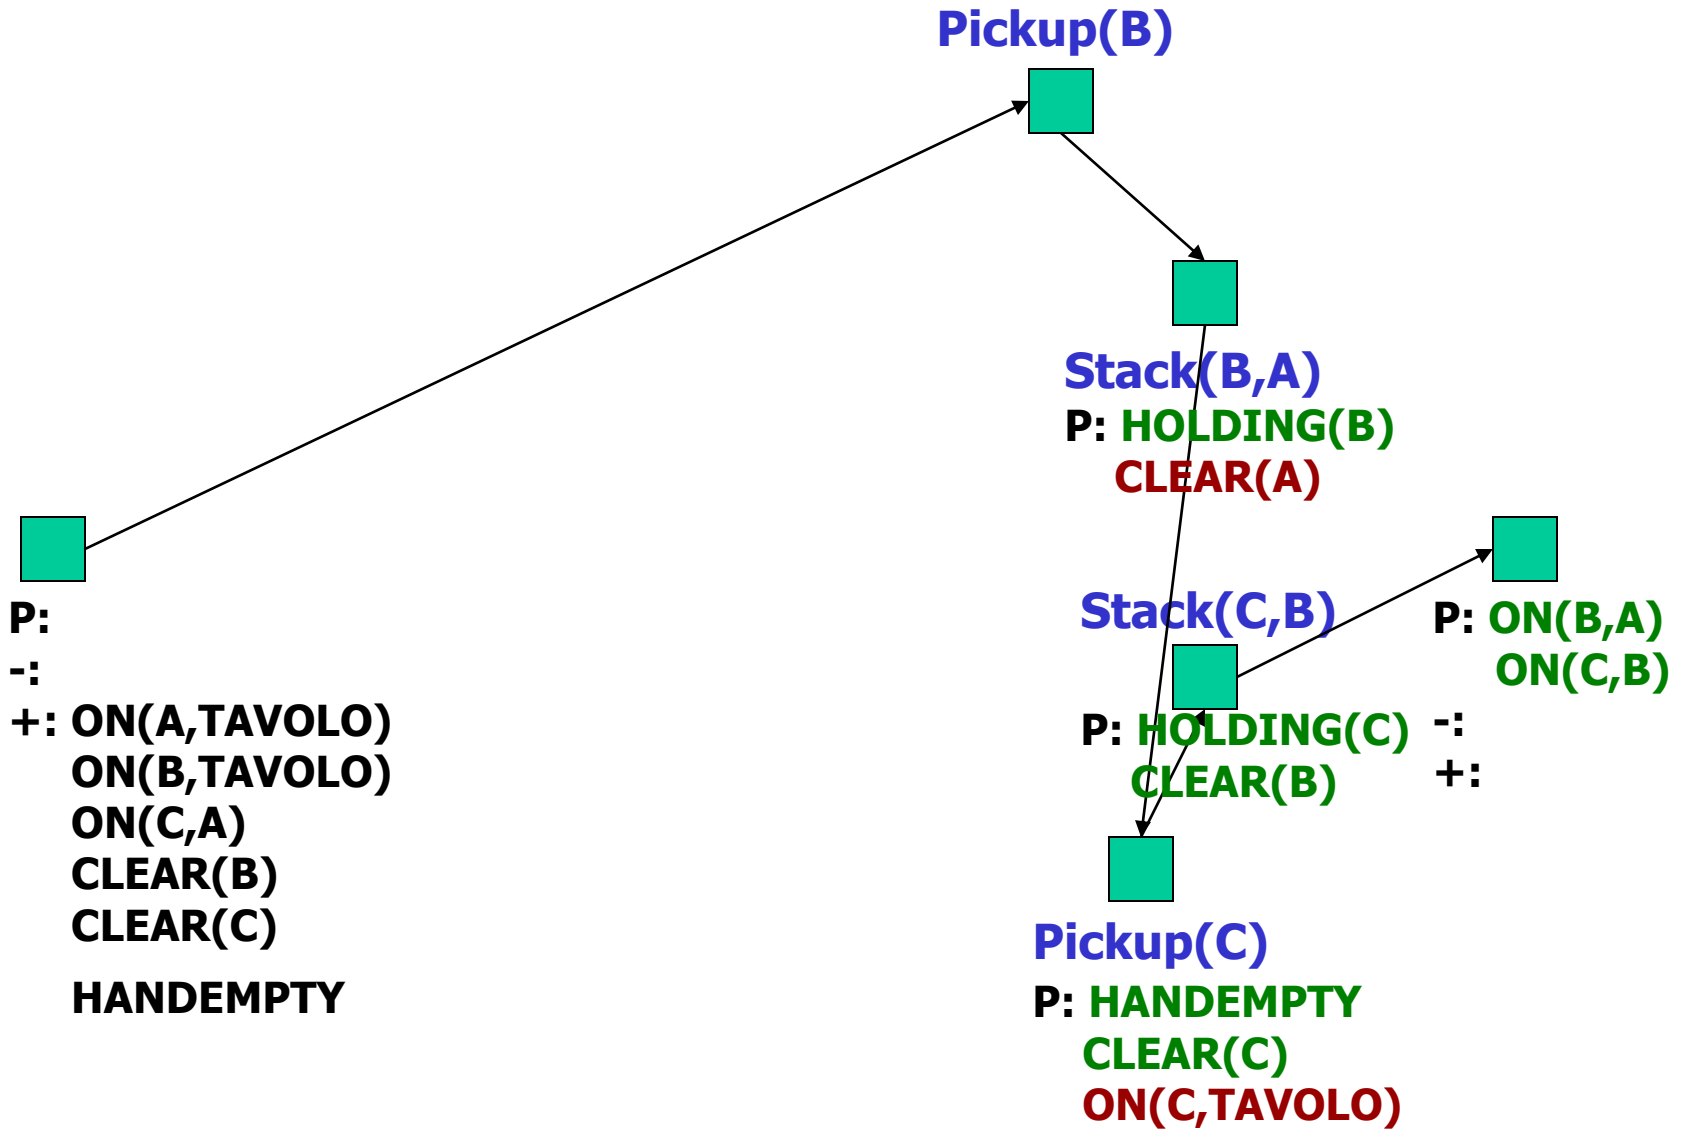 Pickup(B)
Stack(B,A)
P: HOLDING(B)
CLEAR(A)
Stack(C,B)
P: HOLDING(C)
CLEAR(B)
P: ON(B,A)
ON(C,B)
-:
+:
P:
-:
+: ON(A,TAVOLO)
ON(B,TAVOLO)
ON(C,A)
CLEAR(B)
CLEAR(C)
HANDEMPTY
Pickup(C)
P: HANDEMPTY
CLEAR(C)
ON(C,TAVOLO)